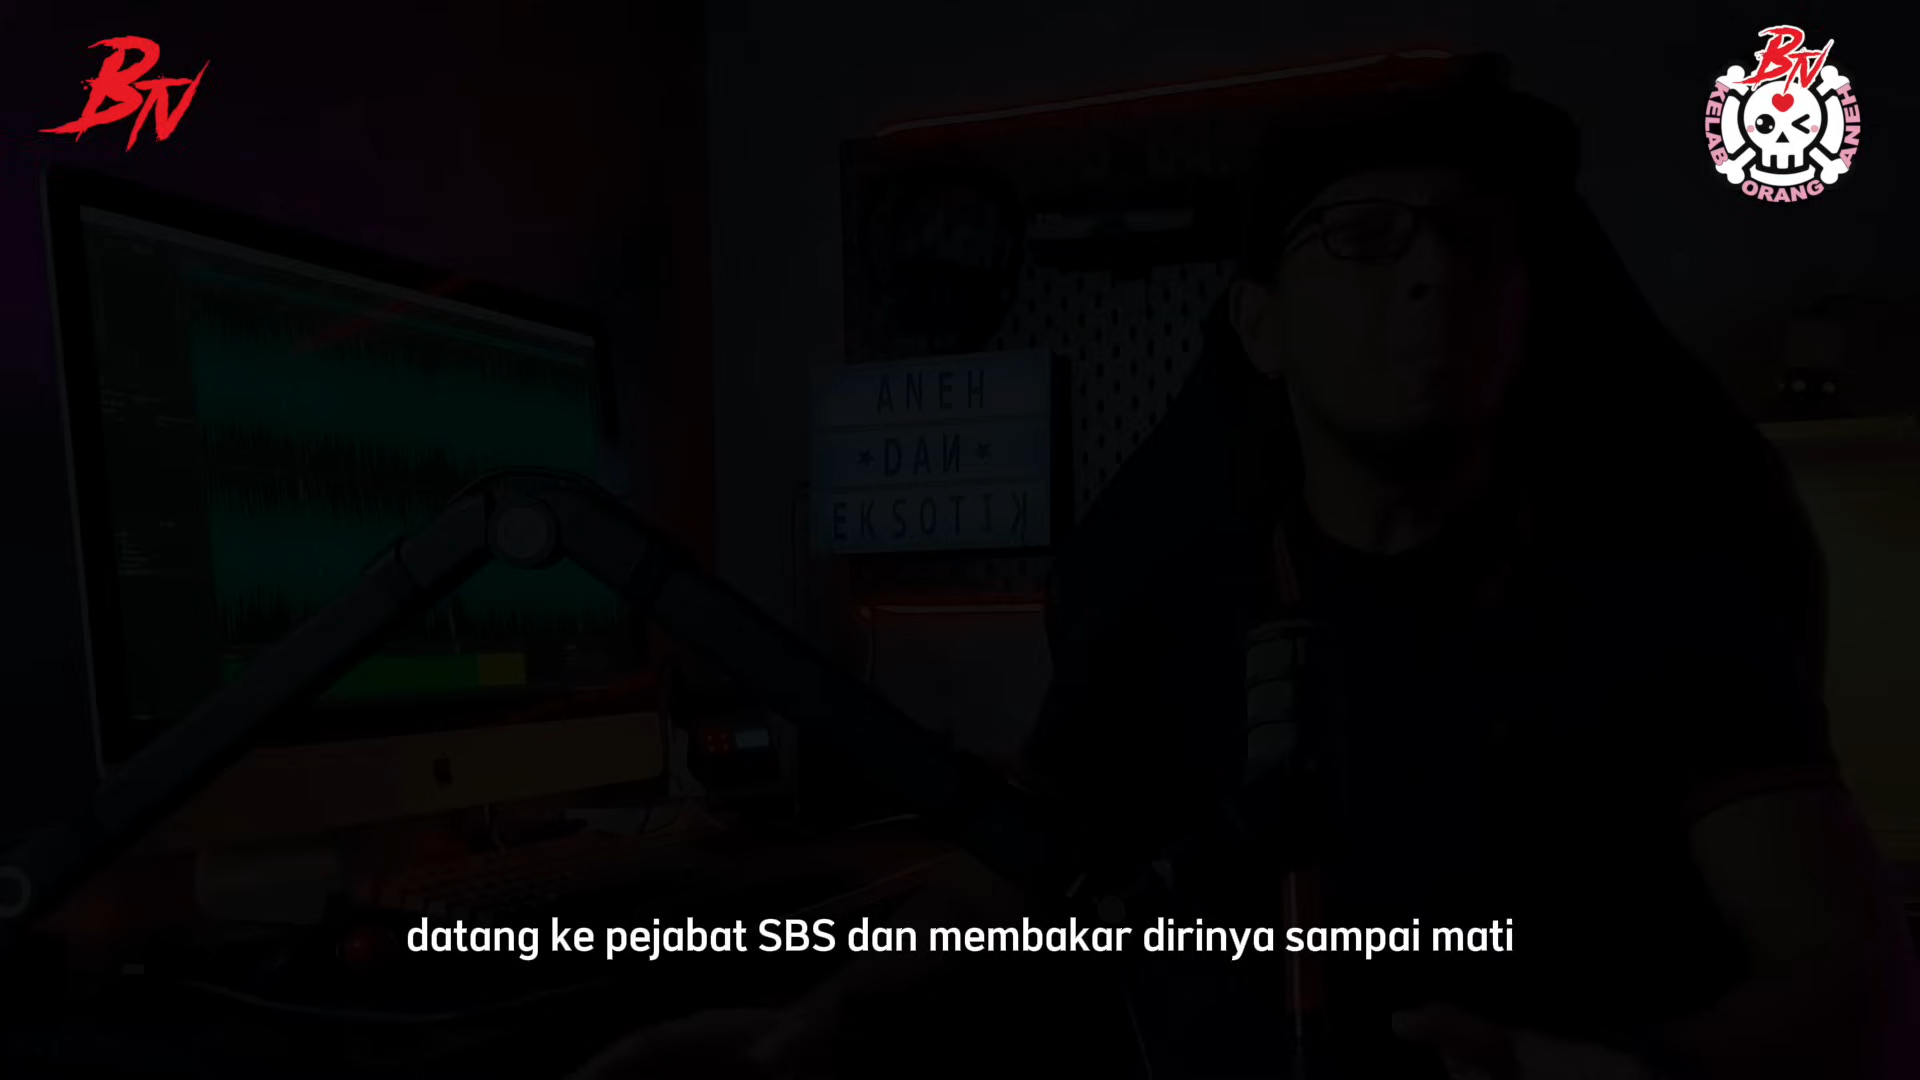 BN
BN
KELAB ORANG ANEH
ANEH
*DAN*
EKSOTIK
datang ke pejabat SBS dan membakar dirinya sampai mati